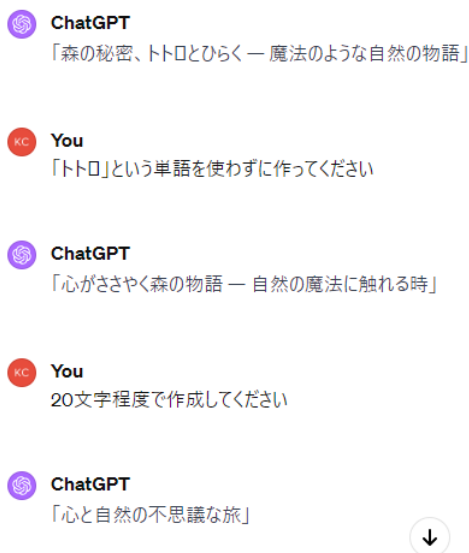 ChatGPT
「森の秘密、トトロとひらく — 魔法のような自然の物語」
KC
You
「トトロ」という単語を使わずに作ってください
ChatGPT
「心がささやく森の物語 — 自然の魔法に触れる時」
KC
You
20文字程度で作成してください
ChatGPT
「心と自然の不思議な旅」